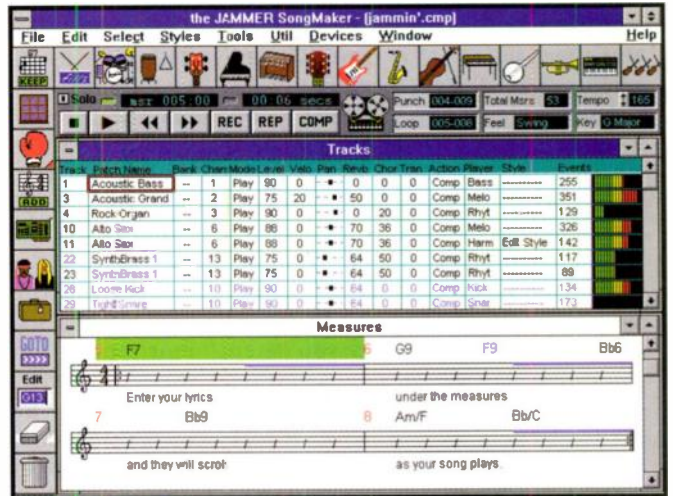 the JAMMER SongMaker - [jammin'.cmp]
File Edit Select Styles Tools Util Devices Window Help
KEEP
Solo msr 005:00 00:06 secs Punch 004-009 Total Msrs 53 Tempo 165
REC REP COMP Loop 005-008 Feel Swing Key G Major
Tracks
Track Patch Name Bank Chan Mode Level Velo Pan Revb Chor Tran Action Player Style Events
1 Acoustic Bass -- 1 Play 90 0 0 0 0 Comp Bass ---------- 255
3 Acoustic Grand -- 2 Play 75 20 50 0 0 Comp Melo ---------- 351
4 Rock Organ -- 3 Play 90 0 0 20 0 Comp Rhyt ---------- 129
10 Alto Sax -- 6 Play 88 0 70 36 0 Comp Melo ---------- 326
11 Alto Sax -- 6 Play 88 0 70 36 0 Comp Harm Edit Style 142
22 SynthBrass 1 -- 13 Play 75 0 64 50 0 Comp Rhyt ---------- 117
23 SynthBrass 1 -- 13 Play 75 0 64 50 0 Comp Rhyt ---------- 89
28 Loose Kick -- 10 Play 90 0 64 0 0 Comp Kick ---------- 134
29 Tight Snare -- 10 Play 90 0 64 0 0 Comp Snar ---------- 173
ADD
GOTO
>>>>
Edit
G13
Measures
F7 6 G9 F9 Bb6
4
Enter your lyrics under the measures
7 Bb9 8 Am/F Bb/C
and they will scroll as your song plays.